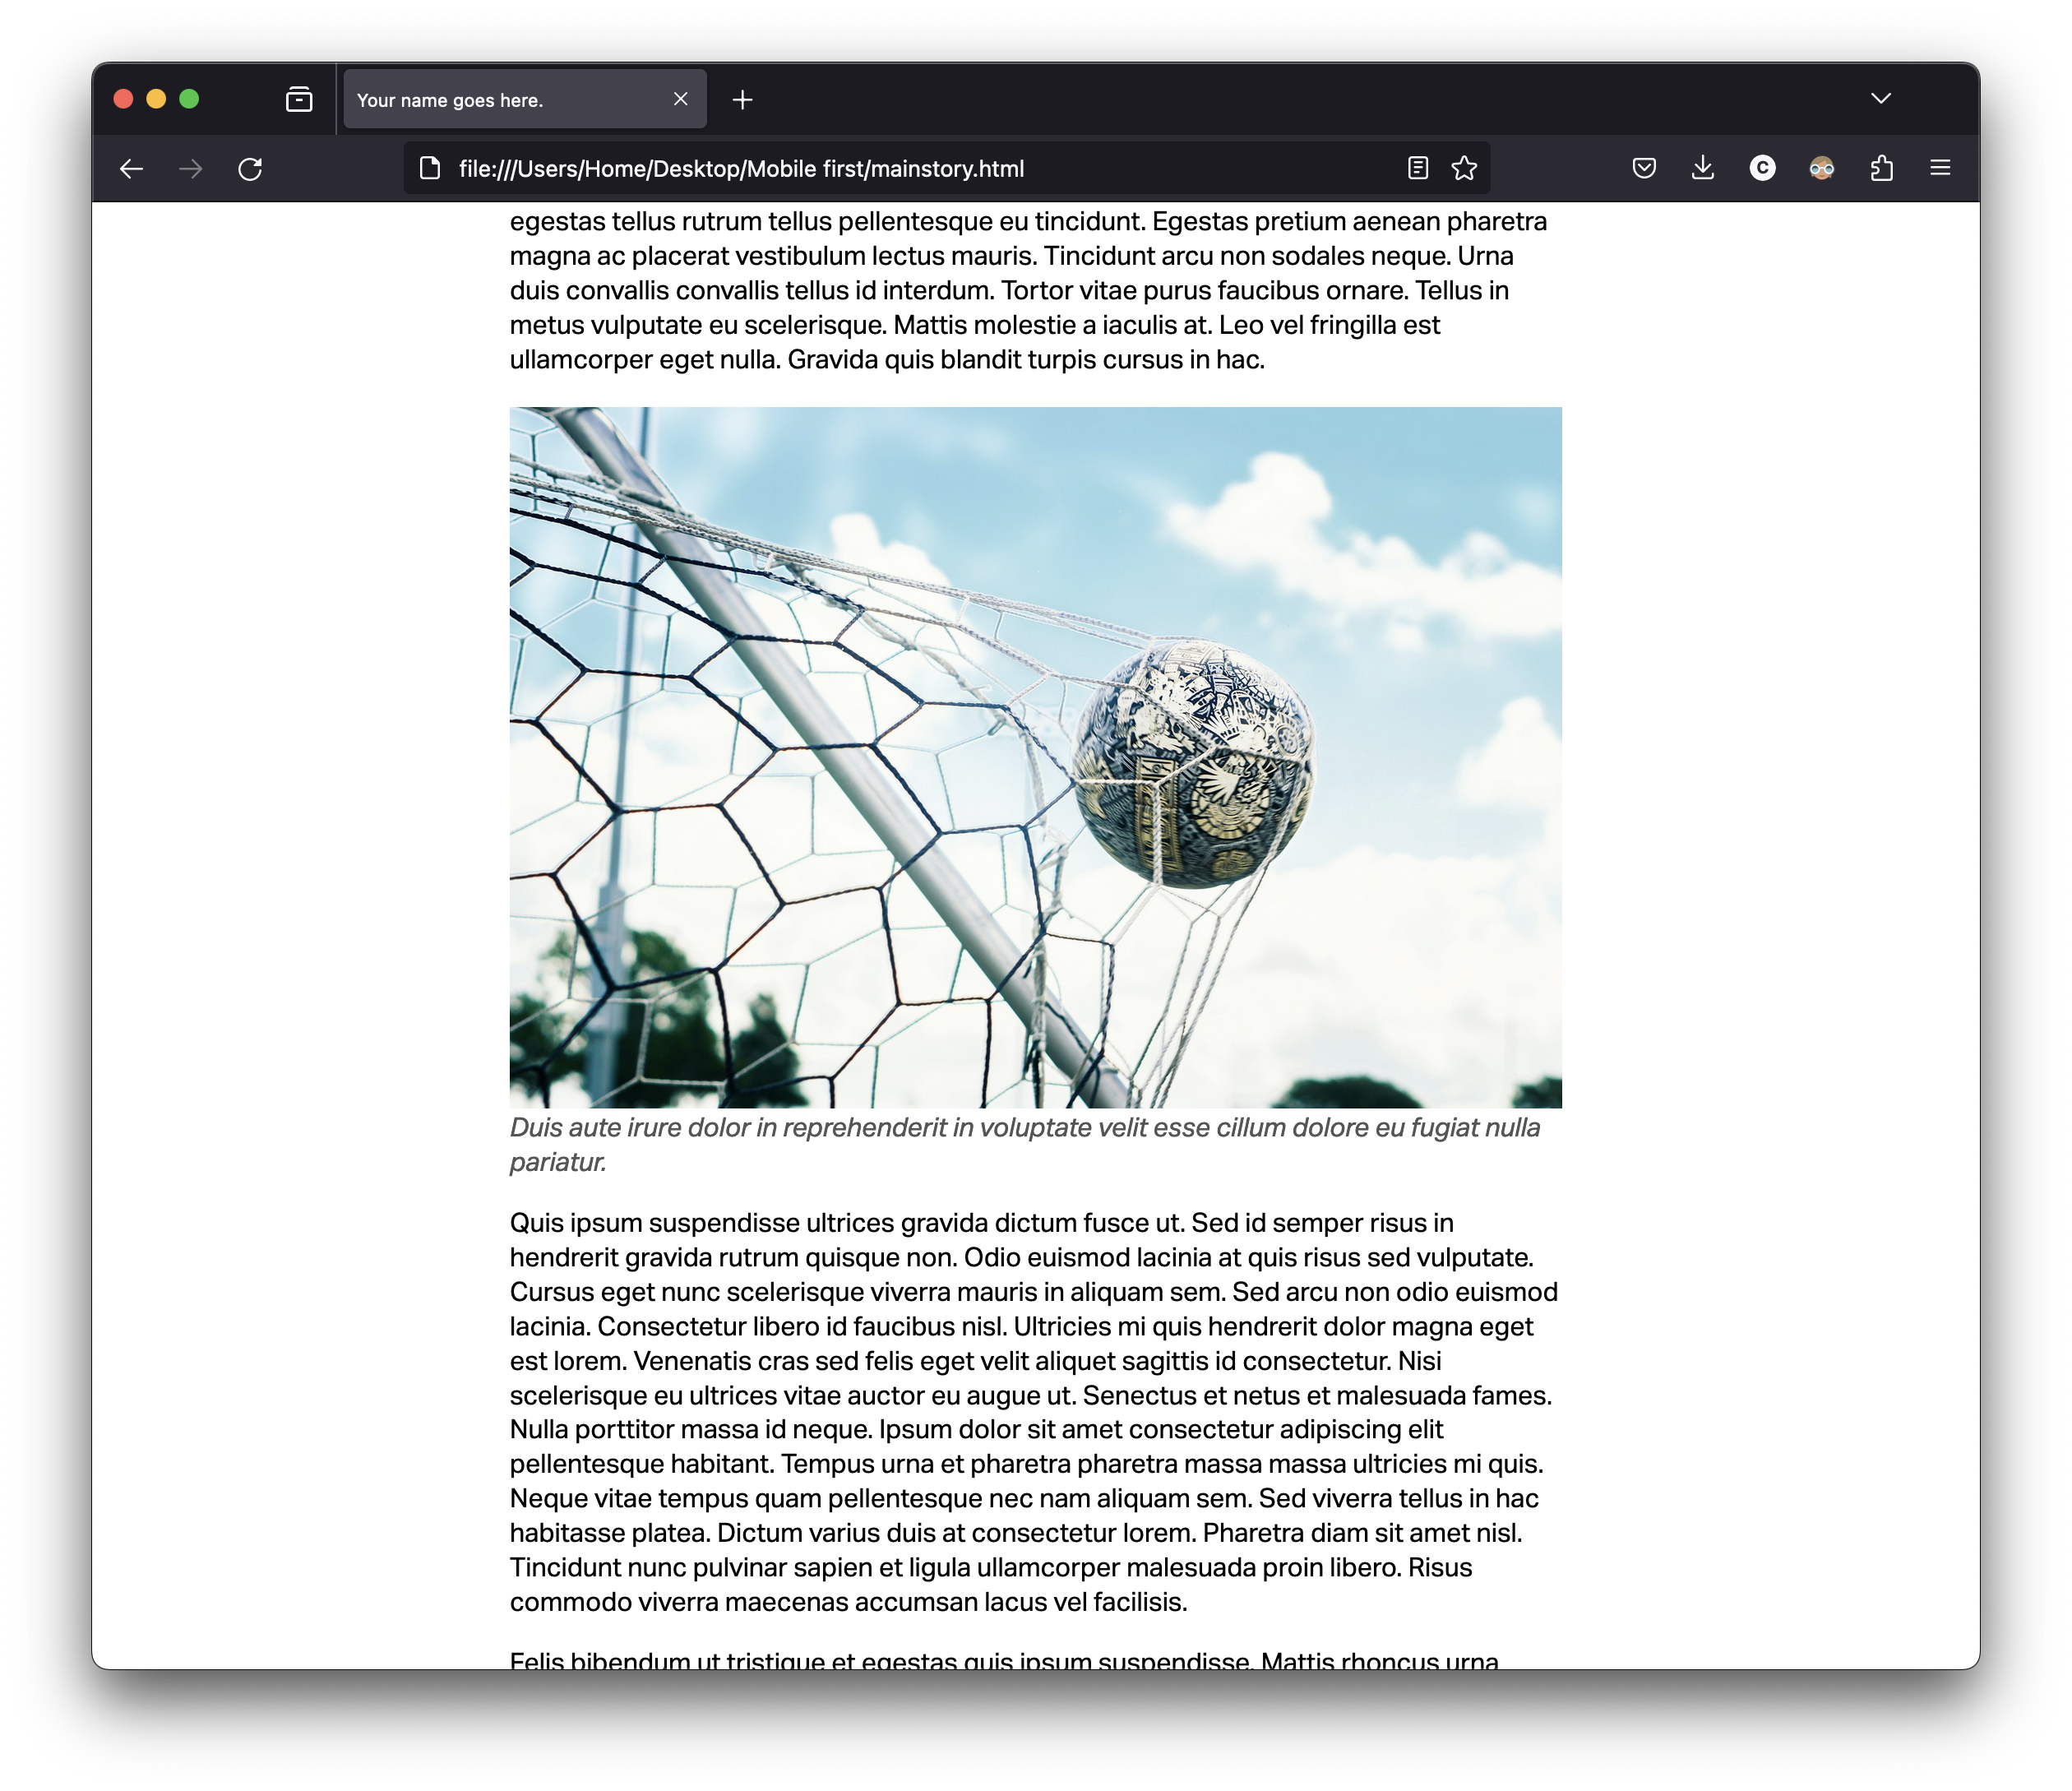 Your name goes here.
file:///Users/Home/Desktop/Mobile first/mainstory.html
C
egestas tellus rutrum tellus pellentesque eu tincidunt. Egestas pretium aenean pharetra
magna ac placerat vestibulum lectus mauris. Tincidunt arcu non sodales neque. Urna
duis convallis convallis tellus id interdum. Tortor vitae purus faucibus ornare. Tellus in
metus vulputate eu scelerisque. Mattis molestie a iaculis at. Leo vel fringilla est
ullamcorper eget nulla. Gravida quis blandit turpis cursus in hac.
Duis aute irure dolor in reprehenderit in voluptate velit esse cillum dolore eu fugiat nulla
pariatur.
Quis ipsum suspendisse ultrices gravida dictum fusce ut. Sed id semper risus in
hendrerit gravida rutrum quisque non. Odio euismod lacinia at quis risus sed vulputate.
Cursus eget nunc scelerisque viverra mauris in aliquam sem. Sed arcu non odio euismod
lacinia. Consectetur libero id faucibus nisl. Ultricies mi quis hendrerit dolor magna eget
est lorem. Venenatis cras sed felis eget velit aliquet sagittis id consectetur. Nisi
scelerisque eu ultrices vitae auctor eu augue ut. Senectus et netus et malesuada fames.
Nulla porttitor massa id neque. Ipsum dolor sit amet consectetur adipiscing elit
pellentesque habitant. Tempus urna et pharetra pharetra massa massa ultricies mi quis.
Neque vitae tempus quam pellentesque nec nam aliquam sem. Sed viverra tellus in hac
habitasse platea. Dictum varius duis at consectetur lorem. Pharetra diam sit amet nisl.
Tincidunt nunc pulvinar sapien et ligula ullamcorper malesuada proin libero. Risus
commodo viverra maecenas accumsan lacus vel facilisis.
Felis bibendum ut tristique et egestas quis ipsum suspendisse. Mattis rhoncus urna